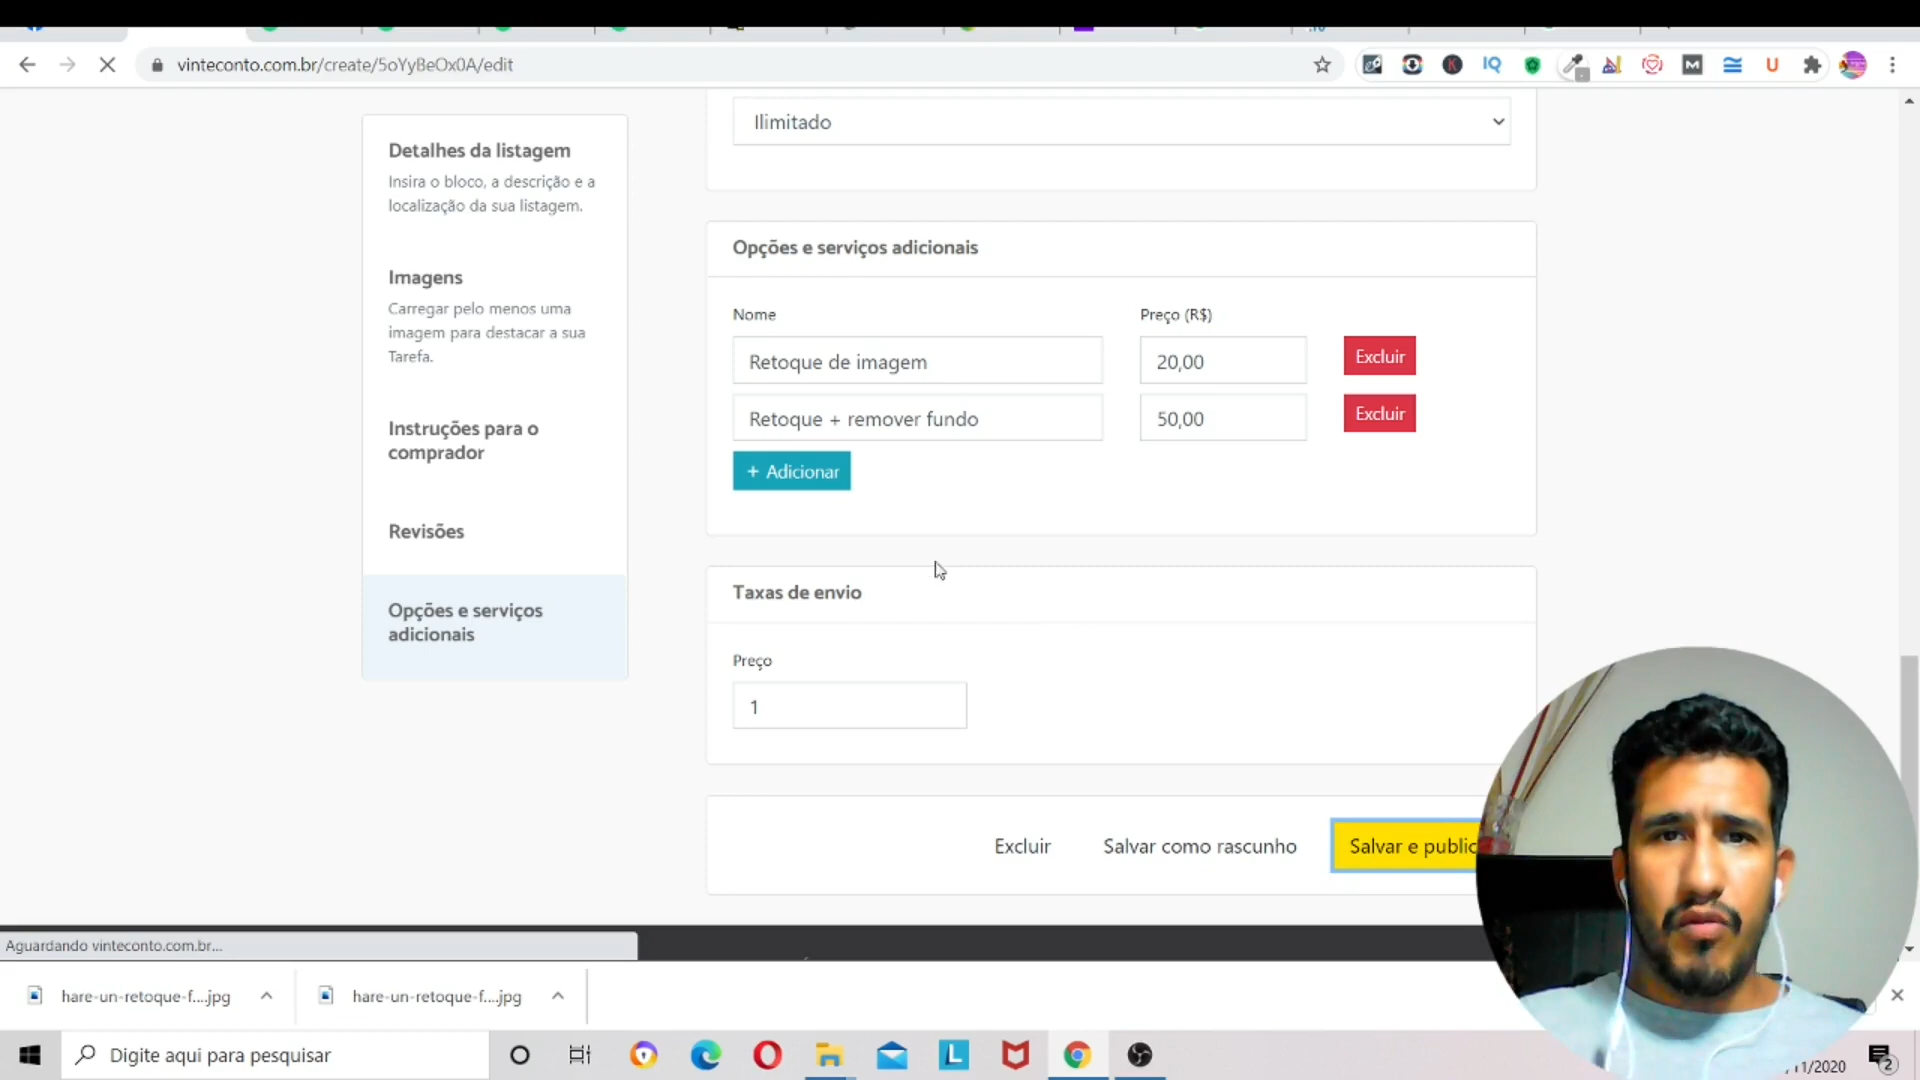 vinteconto.com.br/create/5oYyBeOx0A/edit
IQ
Ilimitado
Detalhes da listagem
Insira o bloco, a descrição e a
localização da sua listagem.
Imagens
Carregar pelo menos uma
imagem para destacar a sua
Tarefa.
Instruções para o
comprador
Revisões
Opções e serviços
adicionais
Opções e serviços adicionais
Nome
Preço (R$)
Retoque de imagem
20,00
Excluir
Retoque + remover fundo
50,00
Excluir
+ Adicionar
Taxas de envio
Preço
1
Excluir
Salvar como rascunho
Salvar e public
Aguardando vinteconto.com.br...
hare-un-retoque-f....jpg
hare-un-retoque-f....jpg
Digite aqui para pesquisar
11/2020
2